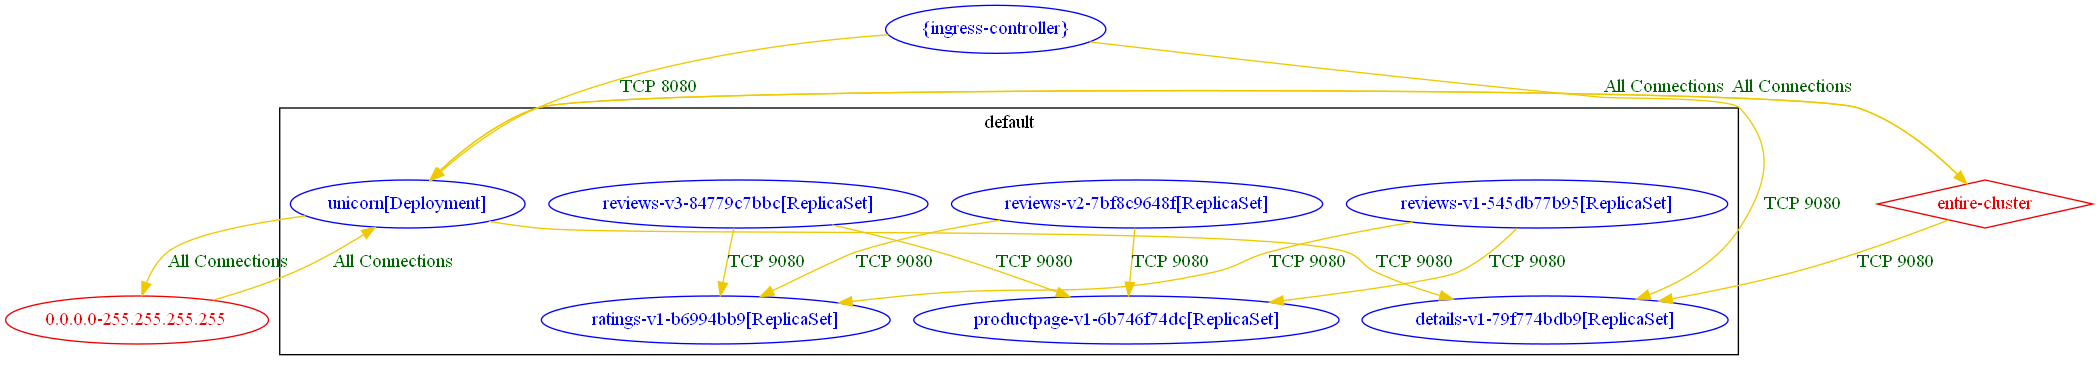 {ingress-controller}
TCP 8080
All Connections
All Connections
default
unicorn[Deployment]
reviews-v3-84779c7bbc[ReplicaSet]
reviews-v2-7bf8c9648f[ReplicaSet]
reviews-v1-545db77b95[ReplicaSet]
TCP 9080
entire-cluster
All Connections
All Connections
TCP 9080
TCP 9080
TCP 9080
TCP 9080
TCP 9080
TCP 9080
TCP 9080
TCP 9080
0.0.0.0-255.255.255.255
ratings-v1-b6994bb9[ReplicaSet]
productpage-v1-6b746f74dc[ReplicaSet]
details-v1-79f774bdb9[ReplicaSet]